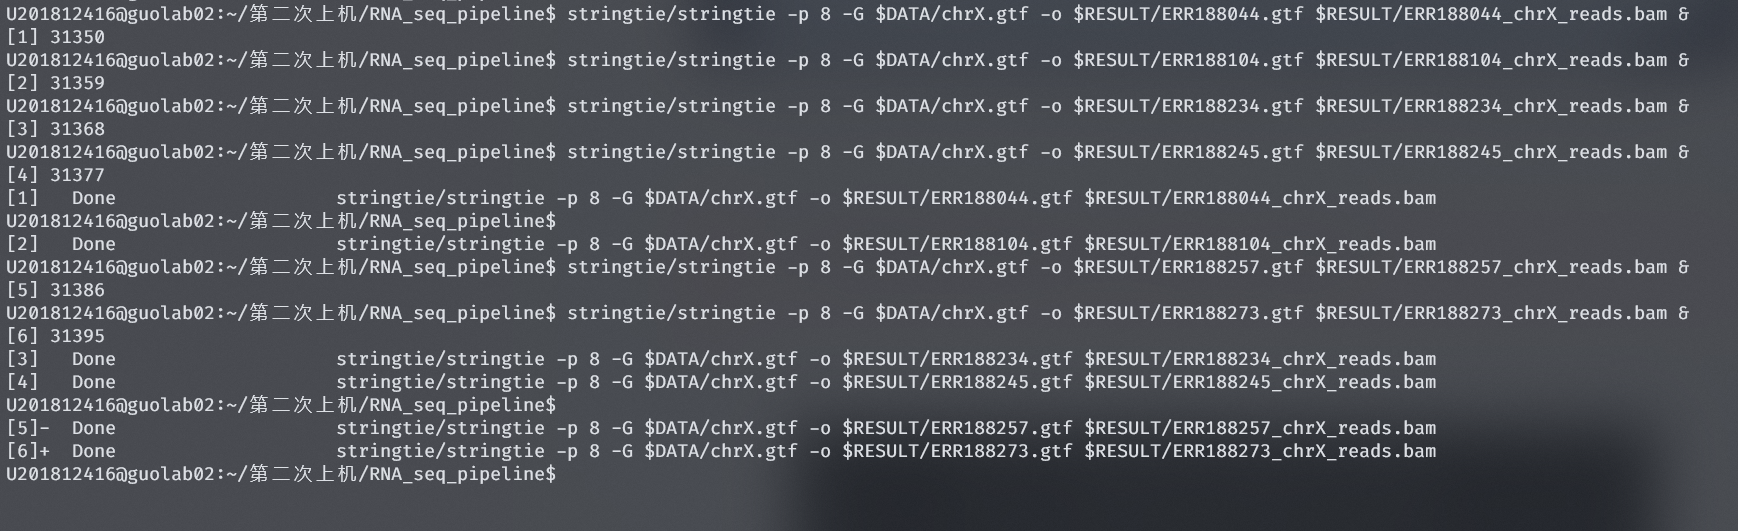 U201812416@guolab02:~/第二次上机/RNA_seq_pipeline$ stringtie/stringtie -p 8 -G $DATA/chrX.gtf -o $RESULT/ERR188044.gtf $RESULT/ERR188044_chrX_reads.bam &
[1] 31350
U201812416@guolab02:~/第二次上机/RNA_seq_pipeline$ stringtie/stringtie -p 8 -G $DATA/chrX.gtf -o $RESULT/ERR188104.gtf $RESULT/ERR188104_chrX_reads.bam &
[2] 31359
U201812416@guolab02:~/第二次上机/RNA_seq_pipeline$ stringtie/stringtie -p 8 -G $DATA/chrX.gtf -o $RESULT/ERR188234.gtf $RESULT/ERR188234_chrX_reads.bam &
[3] 31368
U201812416@guolab02:~/第二次上机/RNA_seq_pipeline$ stringtie/stringtie -p 8 -G $DATA/chrX.gtf -o $RESULT/ERR188245.gtf $RESULT/ERR188245_chrX_reads.bam &
[4] 31377
[1]   Done                    stringtie/stringtie -p 8 -G $DATA/chrX.gtf -o $RESULT/ERR188044.gtf $RESULT/ERR188044_chrX_reads.bam
U201812416@guolab02:~/第二次上机/RNA_seq_pipeline$
[2]   Done                    stringtie/stringtie -p 8 -G $DATA/chrX.gtf -o $RESULT/ERR188104.gtf $RESULT/ERR188104_chrX_reads.bam
U201812416@guolab02:~/第二次上机/RNA_seq_pipeline$ stringtie/stringtie -p 8 -G $DATA/chrX.gtf -o $RESULT/ERR188257.gtf $RESULT/ERR188257_chrX_reads.bam &
[5] 31386
U201812416@guolab02:~/第二次上机/RNA_seq_pipeline$ stringtie/stringtie -p 8 -G $DATA/chrX.gtf -o $RESULT/ERR188273.gtf $RESULT/ERR188273_chrX_reads.bam &
[6] 31395
[3]   Done                    stringtie/stringtie -p 8 -G $DATA/chrX.gtf -o $RESULT/ERR188234.gtf $RESULT/ERR188234_chrX_reads.bam
[4]   Done                    stringtie/stringtie -p 8 -G $DATA/chrX.gtf -o $RESULT/ERR188245.gtf $RESULT/ERR188245_chrX_reads.bam
U201812416@guolab02:~/第二次上机/RNA_seq_pipeline$
[5]-  Done                    stringtie/stringtie -p 8 -G $DATA/chrX.gtf -o $RESULT/ERR188257.gtf $RESULT/ERR188257_chrX_reads.bam
[6]+  Done                    stringtie/stringtie -p 8 -G $DATA/chrX.gtf -o $RESULT/ERR188273.gtf $RESULT/ERR188273_chrX_reads.bam
U201812416@guolab02:~/第二次上机/RNA_seq_pipeline$